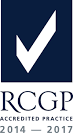 RCGP
ACCREDITED PRACTICE
2014 — 2017